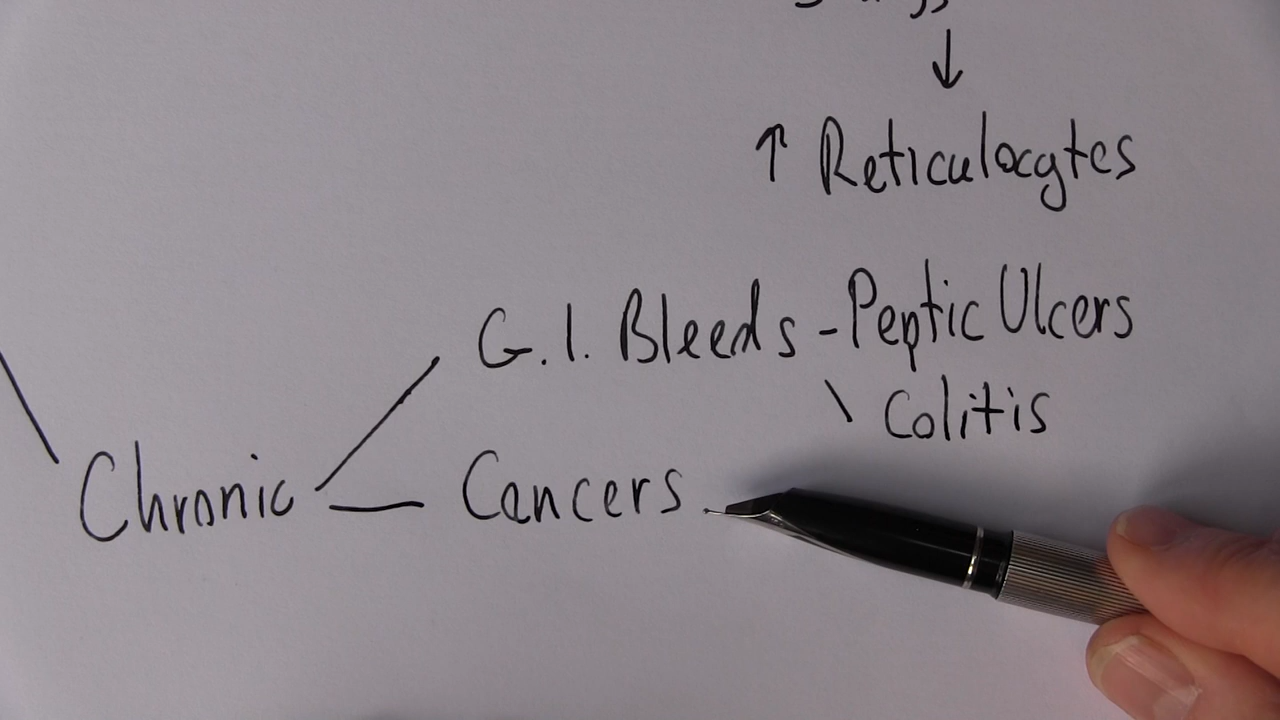 ↓
↑ Reticulocytes
G.I. Bleeds - Peptic Ulcers
\ Colitis
Chronic — Cancers